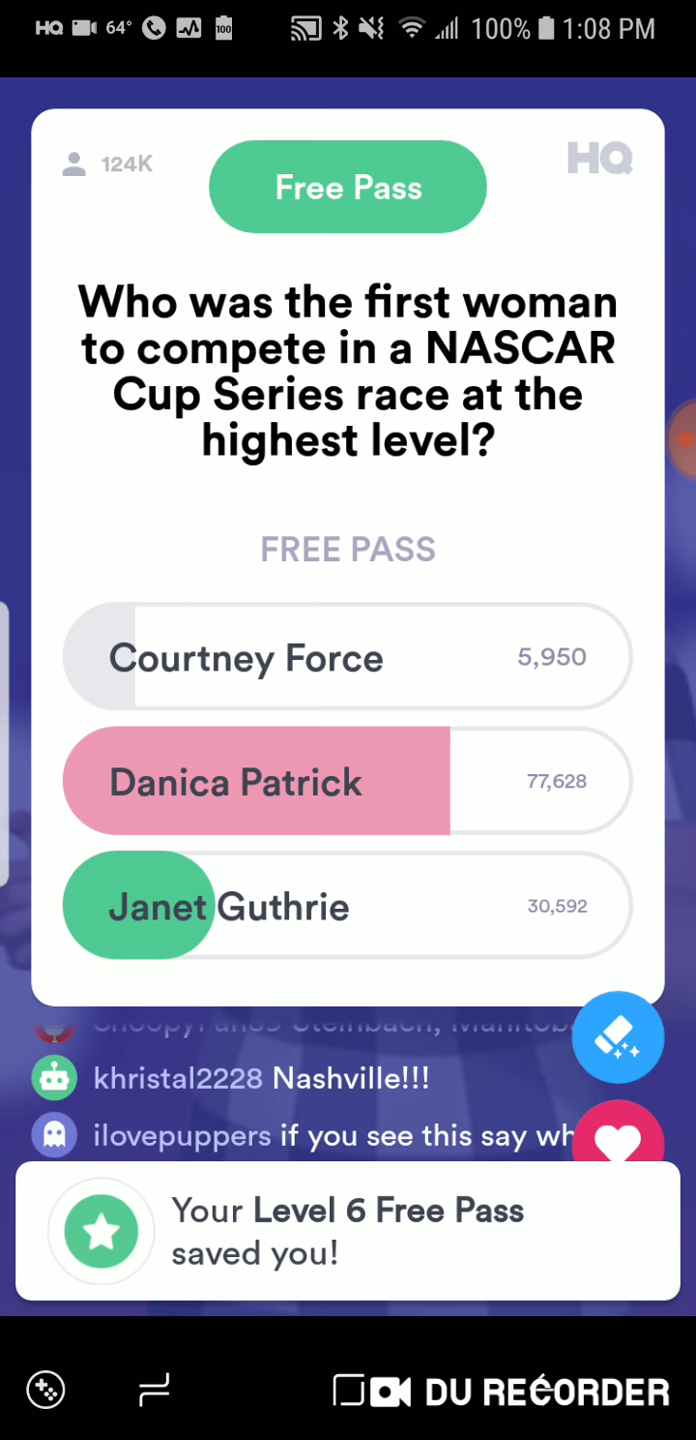 HQ 64° 100 100% 1:08 PM
124K
Free Pass
HQ
Who was the first woman
to compete in a NASCAR
Cup Series race at the
highest level?
FREE PASS
Courtney Force 5,950
Danica Patrick 77,628
Janet Guthrie 30,592
khristal2228 Nashville!!!
ilovepuppers if you see this say wh
Your Level 6 Free Pass
saved you!
DU RECORDER